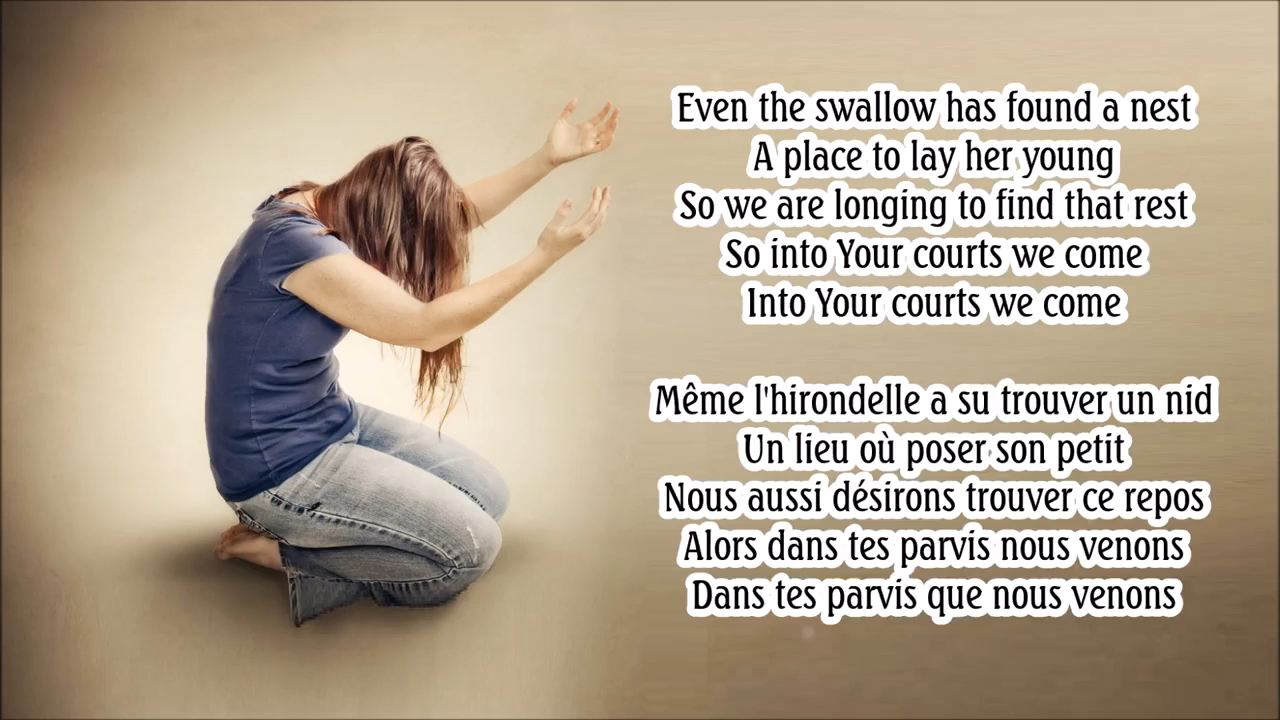 Even the swallow has found a nest
A place to lay her young
So we are longing to find that rest
So into Your courts we come
Into Your courts we come
Même l'hirondelle a su trouver un nid
Un lieu où poser son petit
Nous aussi désirons trouver ce repos
Alors dans tes parvis nous venons
Dans tes parvis que nous venons